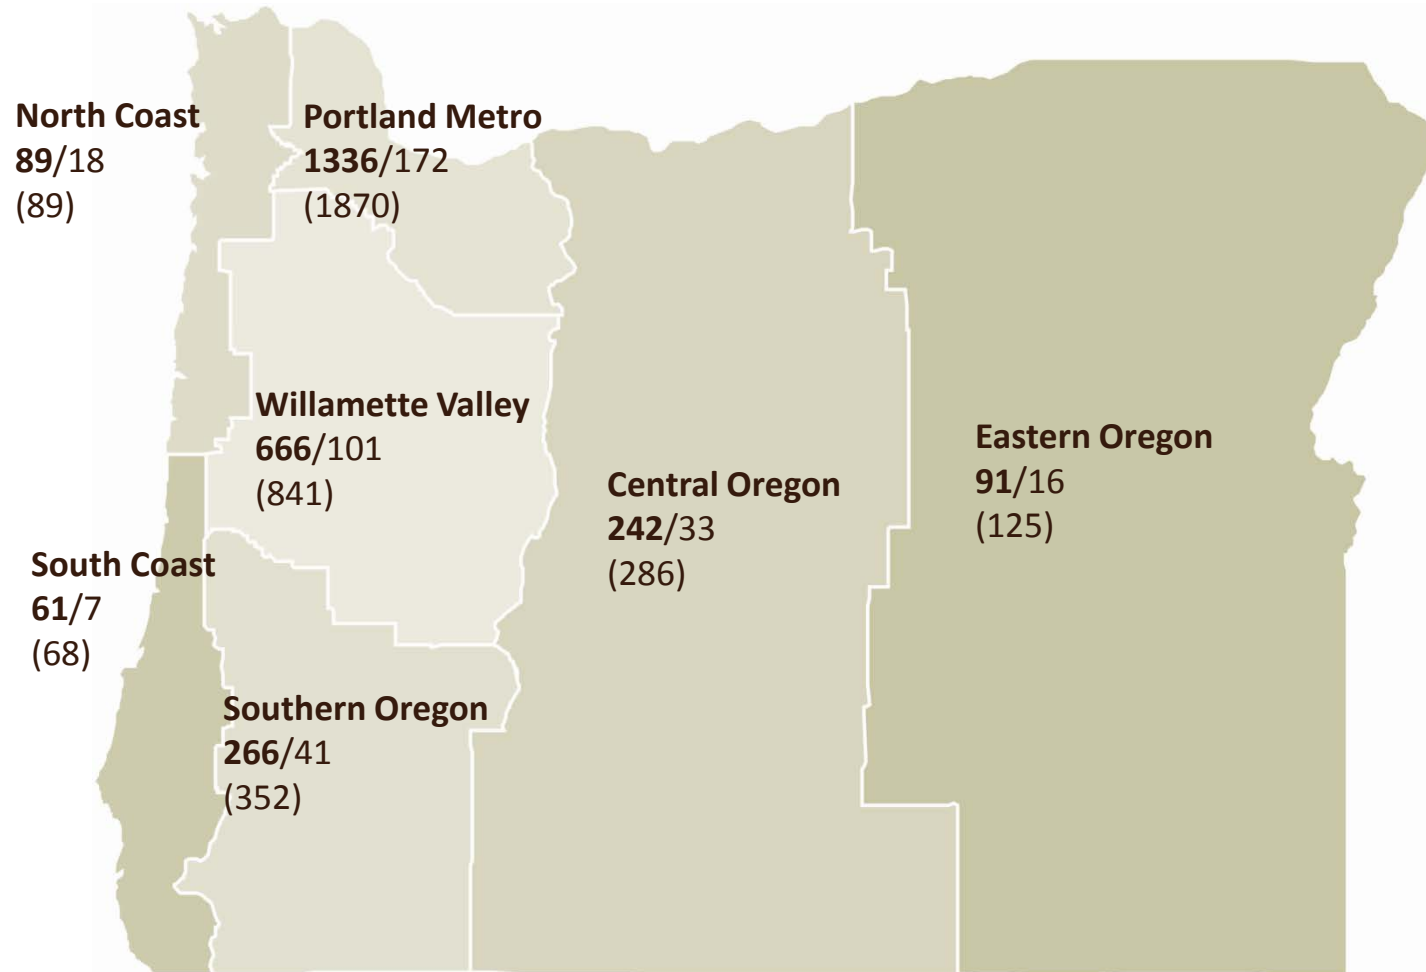 North Coast
89/18
(89)
Portland Metro
1336/172
(1870)
Willamette Valley
666/101
(841)
Central Oregon
242/33
(286)
Eastern Oregon
91/16
(125)
South Coast
61/7
(68)
Southern Oregon
266/41
(352)